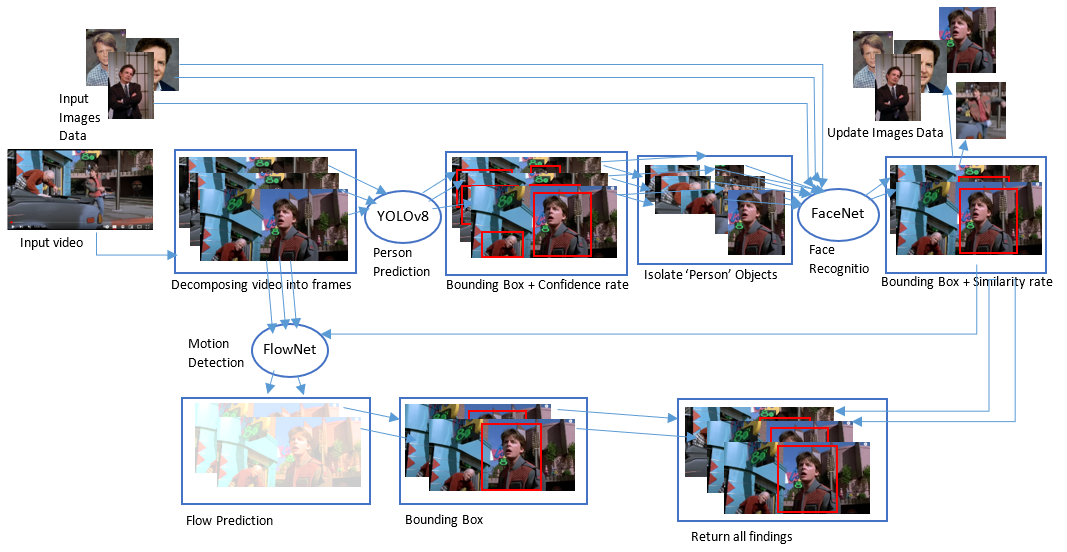 Input
Images
Data
Update Images Data
Input video
YOLOv8
Person
Prediction
FaceNet
Face
Recognitio
Decomposing video into frames
Bounding Box + Confidence rate
Isolate ‘Person’ Objects
Bounding Box + Similarity rate
Motion
Detection
FlowNet
Flow Prediction
Bounding Box
Return all findings